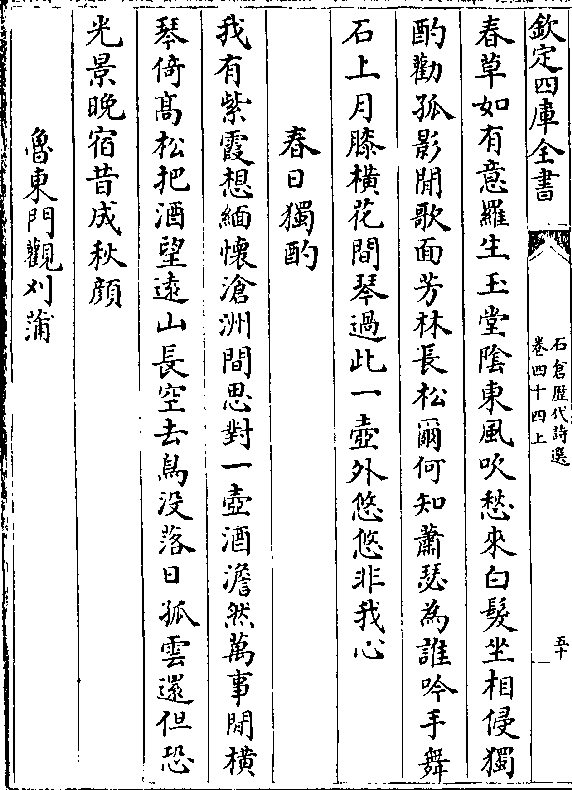 欽定四庫全書
石倉歷代詩選
卷四十四上
五十
春草如有意羅生玉堂陰東風吹愁來白髮坐相侵獨
酌勸孤影閒歌面芳林長松爾何知蕭瑟為誰吟手舞
石上月膝橫花間琴過此一壺外悠悠非我心
春日獨酌
我有紫霞想緬懷滄洲間思對一壺酒澹然萬事閒橫
琴倚髙松把酒望遠山長空去鳥没落日孤雲還但恐
光景晚宿昔成秋顔
魯東門觀刈蒲